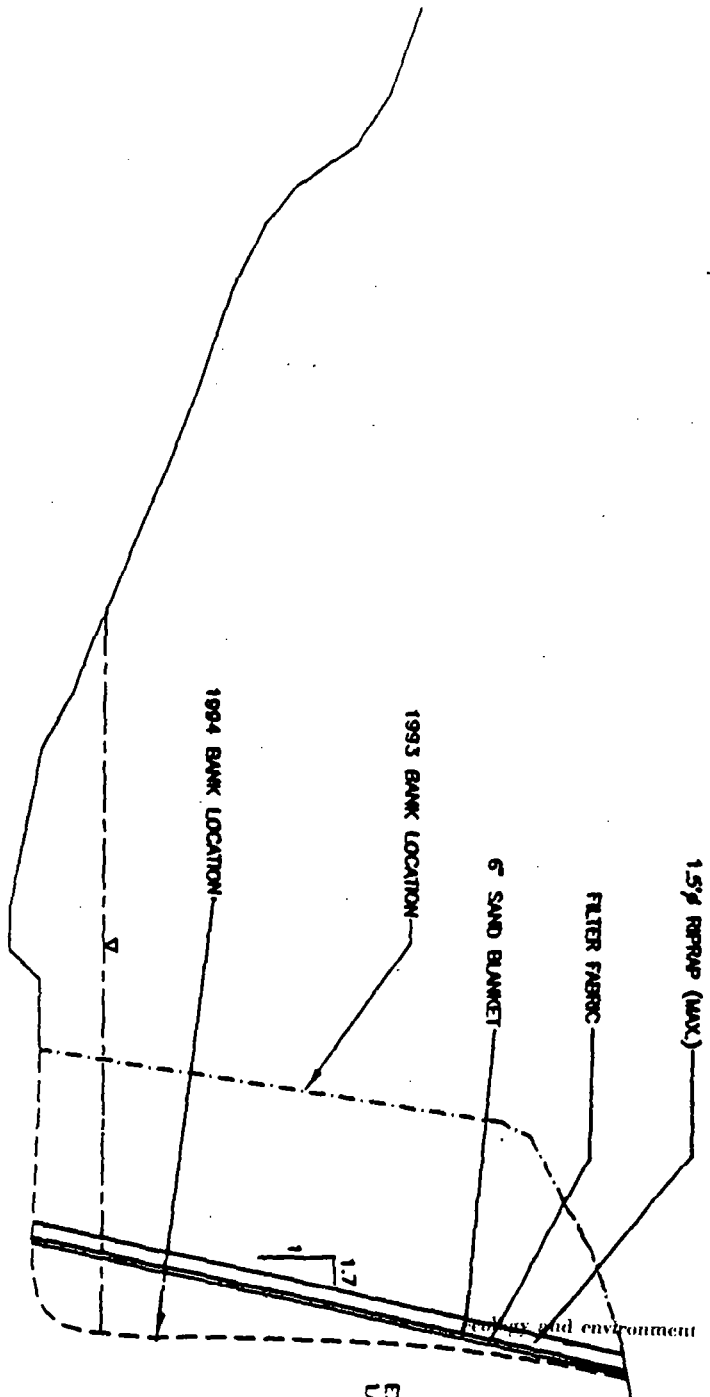 1.5'ø RIPRAP (MAX.)
FILTER FABRIC
6" SAND BLANKET
1993 BANK LOCATION
1994 BANK LOCATION
1
1.7
ecology and environment